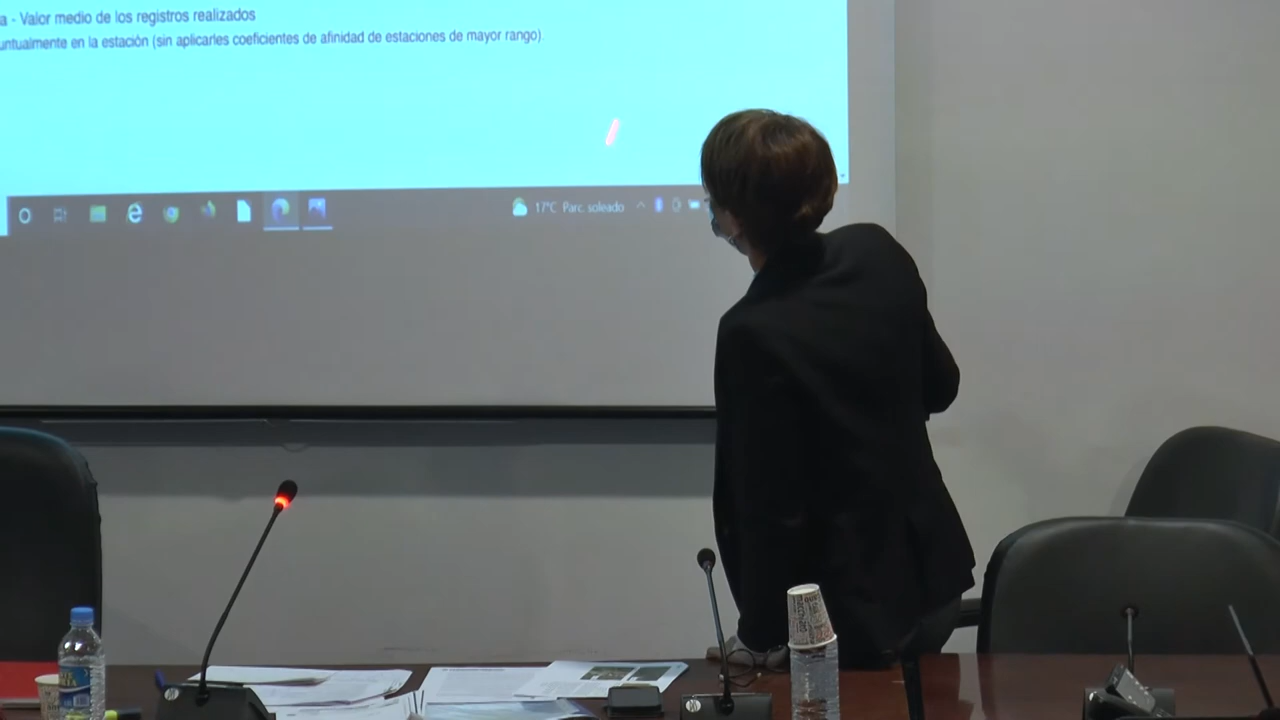 a - Valor medio de los registros realizados
untualmente en la estación (sin aplicarles coeficientes de afinidad de estaciones de mayor rango).
17°C Parc. soleado